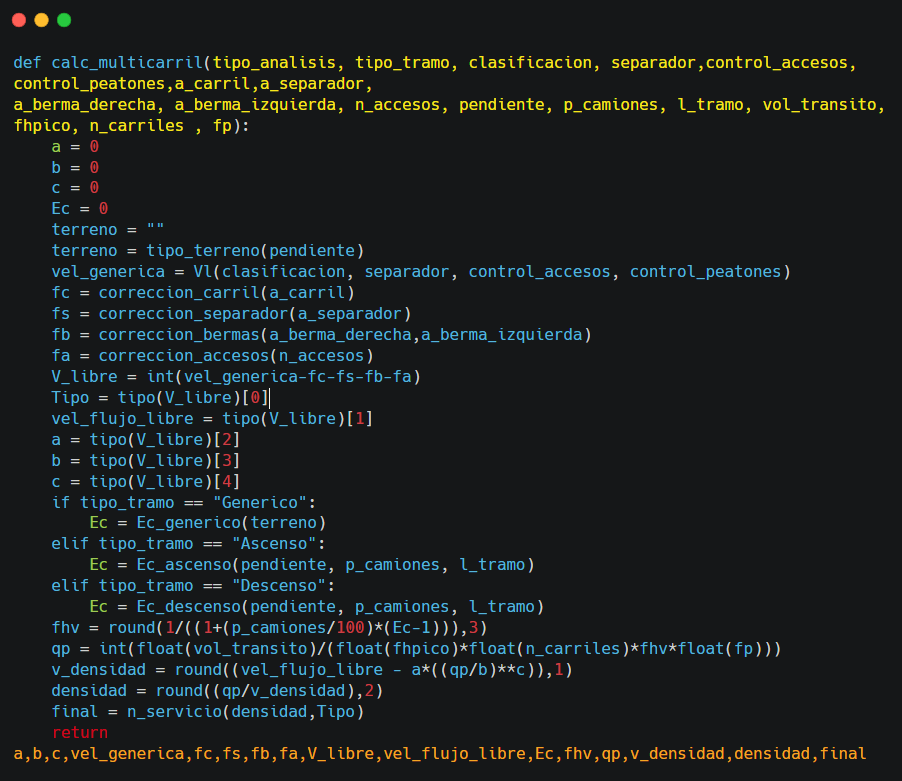 def calc_multicarril(tipo_analisis, tipo_tramo, clasificacion, separador,control_accesos,
control_peatones,a_carril,a_separador,
a_berma_derecha, a_berma_izquierda, n_accesos, pendiente, p_camiones, l_tramo, vol_transito,
fhpico, n_carriles , fp):
    a = 0
    b = 0
    c = 0
    Ec = 0
    terreno = ""
    terreno = tipo_terreno(pendiente)
    vel_generica = Vl(clasificacion, separador, control_accesos, control_peatones)
    fc = correccion_carril(a_carril)
    fs = correccion_separador(a_separador)
    fb = correccion_bermas(a_berma_derecha,a_berma_izquierda)
    fa = correccion_accesos(n_accesos)
    V_libre = int(vel_generica-fc-fs-fb-fa)
    Tipo = tipo(V_libre)[0]
    vel_flujo_libre = tipo(V_libre)[1]
    a = tipo(V_libre)[2]
    b = tipo(V_libre)[3]
    c = tipo(V_libre)[4]
    if tipo_tramo == "Generico":
        Ec = Ec_generico(terreno)
    elif tipo_tramo == "Ascenso":
        Ec = Ec_ascenso(pendiente, p_camiones, l_tramo)
    elif tipo_tramo == "Descenso":
        Ec = Ec_descenso(pendiente, p_camiones, l_tramo)
    fhv = round(1/((1+(p_camiones/100)*(Ec-1))),3)
    qp = int(float(vol_transito)/(float(fhpico)*float(n_carriles)*fhv*float(fp)))
    v_densidad = round((vel_flujo_libre - a*((qp/b)**c)),1)
    densidad = round((qp/v_densidad),2)
    final = n_servicio(densidad,Tipo)
    return
a,b,c,vel_generica,fc,fs,fb,fa,V_libre,vel_flujo_libre,Ec,fhv,qp,v_densidad,densidad,final